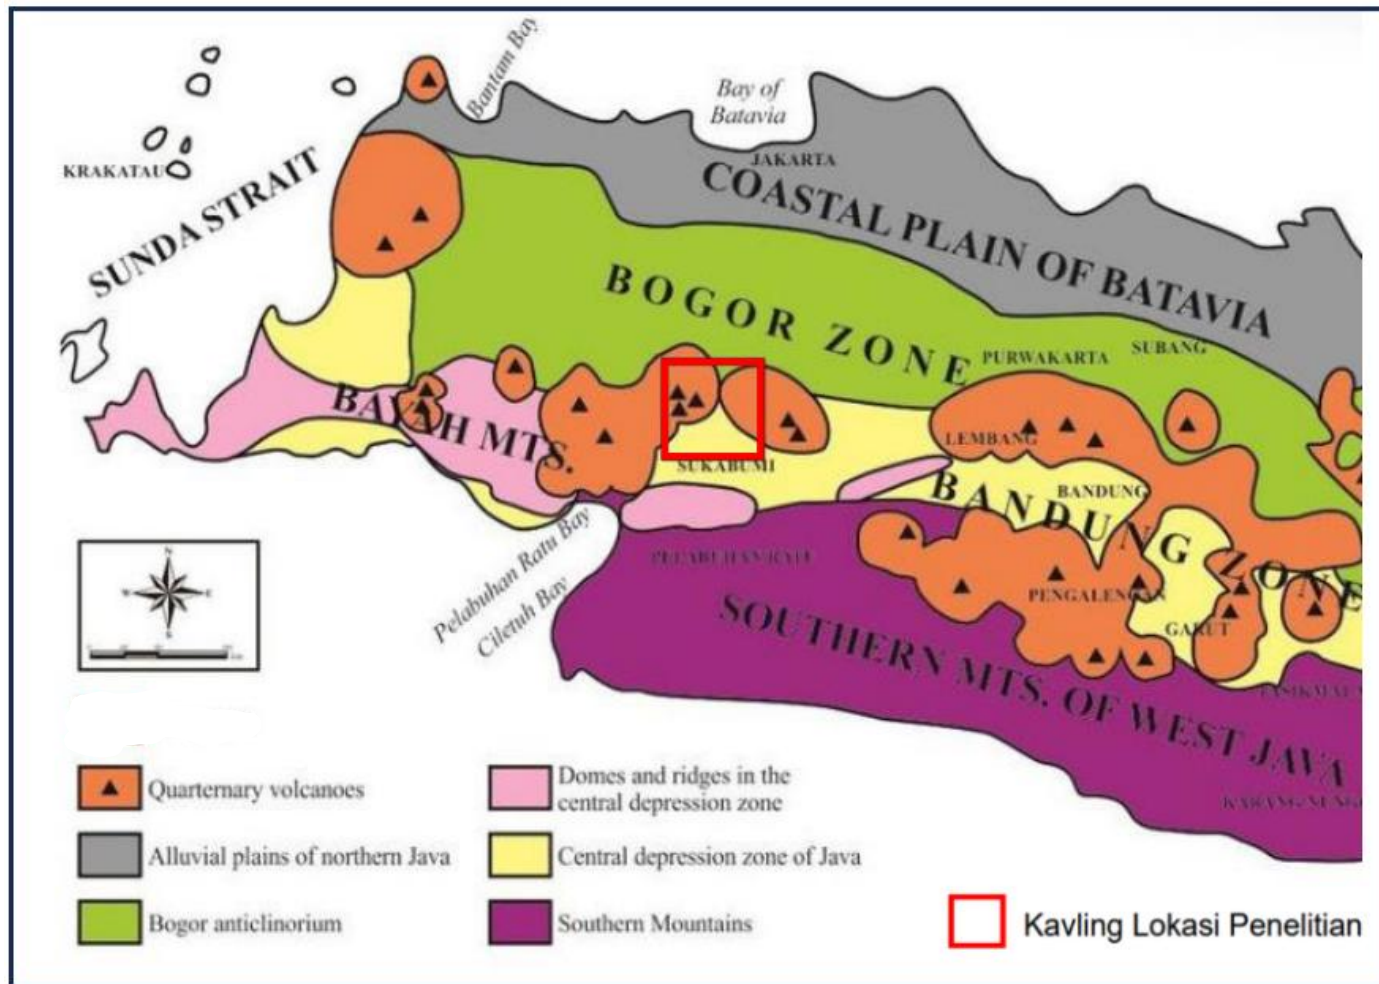 Bantam Bay
Bay of
Batavia
KRAKATAU
SUNDA STRAIT
JAKARTA
COASTAL PLAIN OF BATAVIA
BOGOR ZONE
PURWAKARTA
SUBANG
BAYAH MTS.
SUKABUMI
LEMBANG
BANDUNG
BANDUNG ZONE
Pelabuhan Ratu Bay
Ciletuh Bay
PELABUHAN RATU
PENGALENGAN
GARUT
SOUTHERN MTS. OF WEST JAVA
N
W
E
S
Quarternary volcanoes
Alluvial plains of northern Java
Bogor anticlinorium
Domes and ridges in the
central depression zone
Central depression zone of Java
Southern Mountains
Kavling Lokasi Penelitian